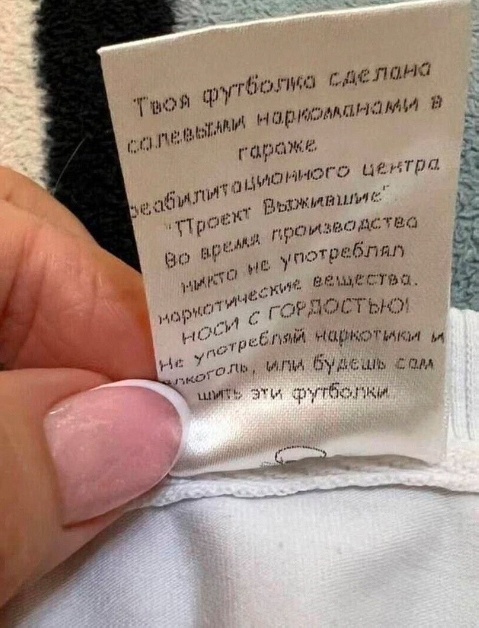 Твоя футболка сделана
солевыми наркоманами в
гараже
реабилитационного центра
"Проект Выжившие"
Во время производства
никто не употреблял
наркотические вещества.
НОСИ С ГОРДОСТЬЮ!
Не употребляй наркотики и
алкоголь, или будешь сам
шить эти футболки